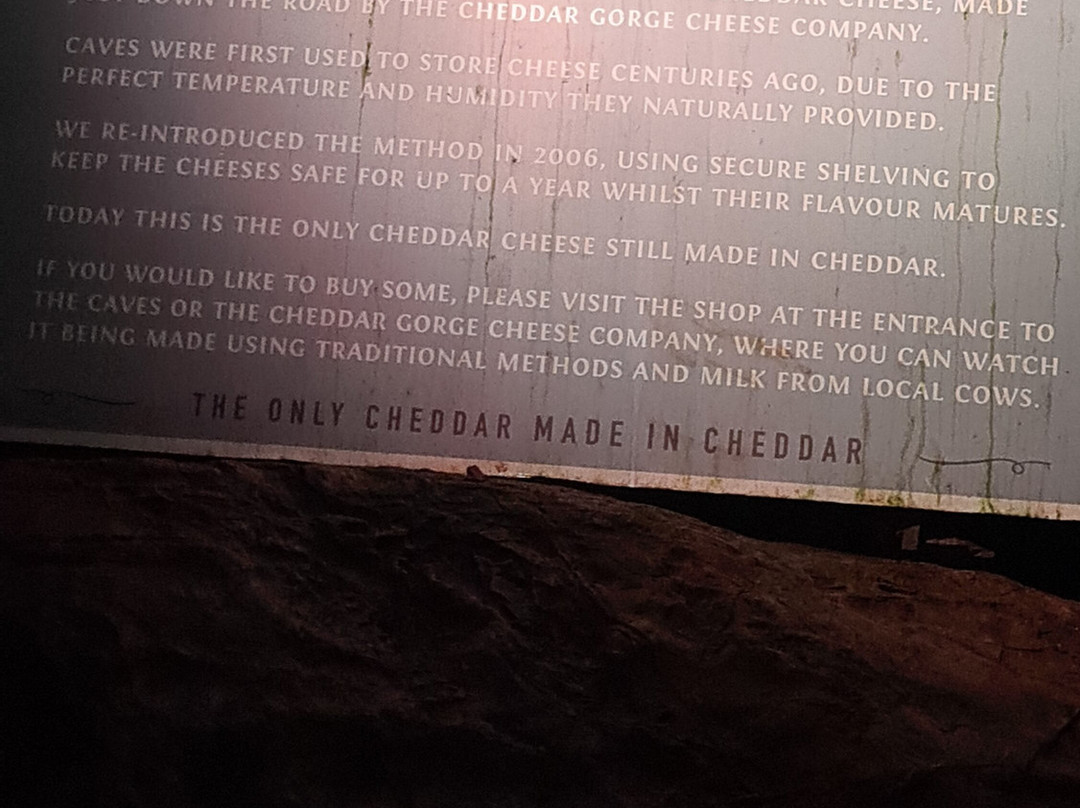 CHEESE, MADE
DOWN THE ROAD BY THE CHEDDAR GORGE CHEESE COMPANY.
CAVES WERE FIRST USED TO STORE CHEESE CENTURIES AGO, DUE TO THE
PERFECT TEMPERATURE AND HUMIDITY THEY NATURALLY PROVIDED.
WE RE-INTRODUCED THE METHOD IN 2006, USING SECURE SHELVING TO
KEEP THE CHEESES SAFE FOR UP TO A YEAR WHILST THEIR FLAVOUR MATURES.
TODAY THIS IS THE ONLY CHEDDAR CHEESE STILL MADE IN CHEDDAR.
IF YOU WOULD LIKE TO BUY SOME, PLEASE VISIT THE SHOP AT THE ENTRANCE TO
THE CAVES OR THE CHEDDAR GORGE CHEESE COMPANY, WHERE YOU CAN WATCH
IT BEING MADE USING TRADITIONAL METHODS AND MILK FROM LOCAL COWS.
THE ONLY CHEDDAR MADE IN CHEDDAR